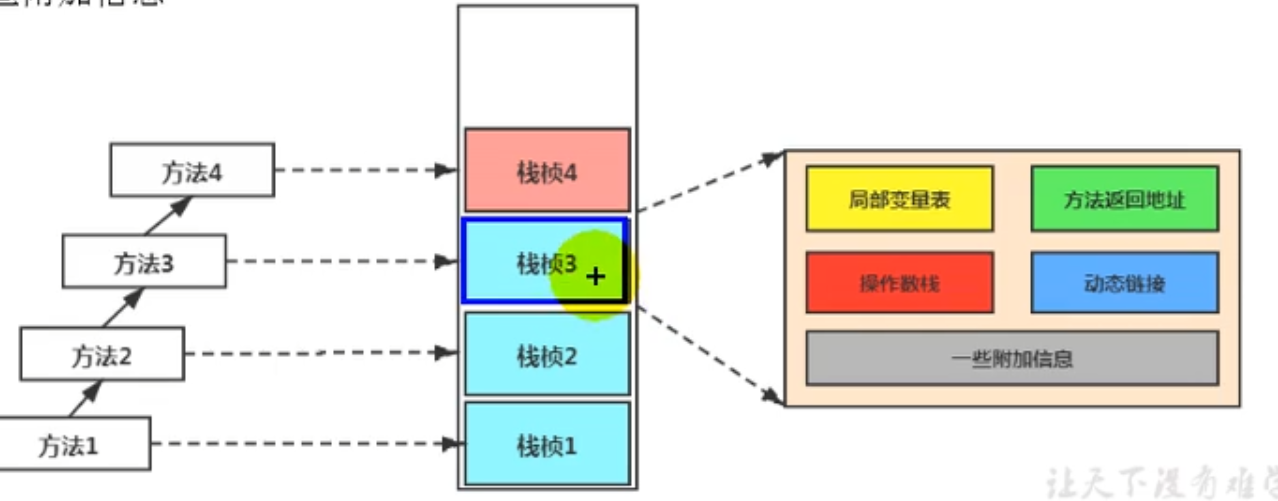 附加信息
方法4
方法3
方法2
方法1
栈桢4
栈桢3
栈桢2
栈桢1
局部变量表
方法返回地址
操作数栈
动态链接
一些附加信息
让天下没有难学